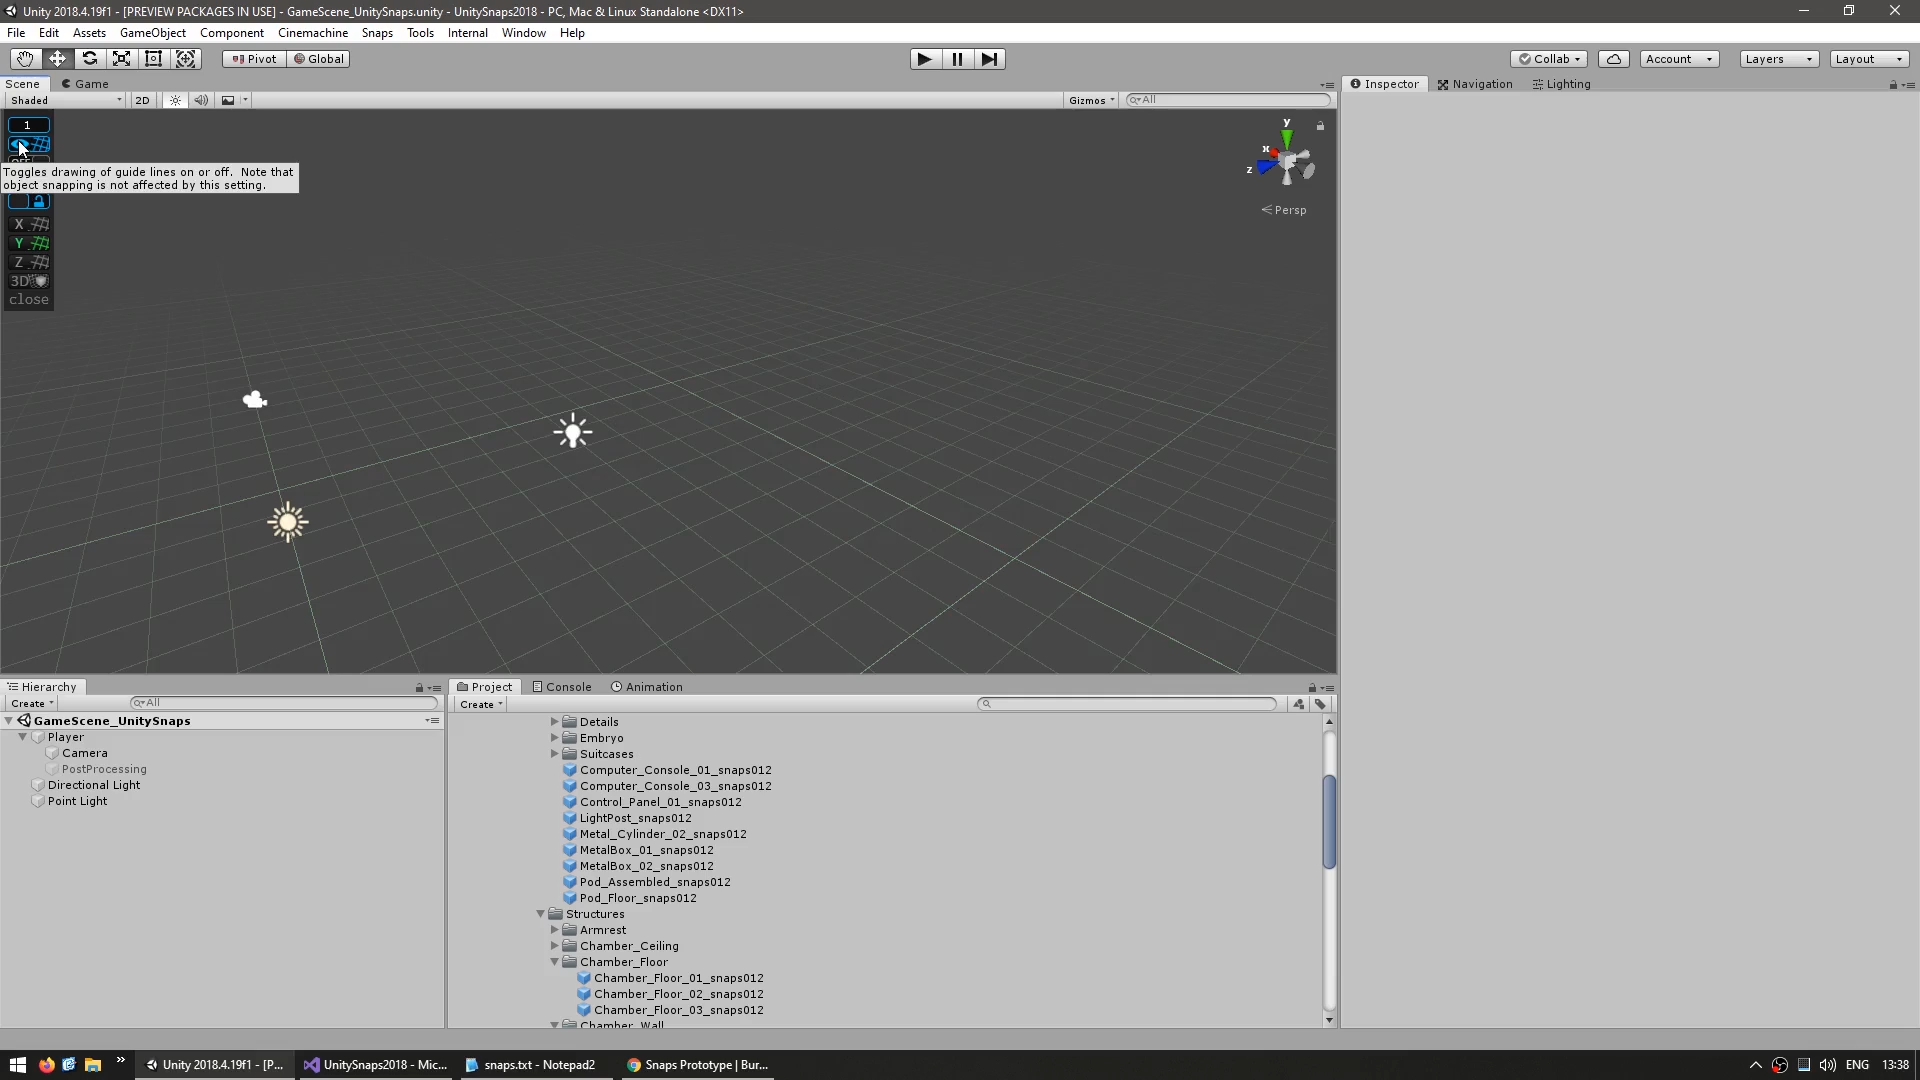 Unity 2018.4.19f1 - [PREVIEW PACKAGES IN USE] - GameScene_UnitySnaps.unity - UnitySnaps2018 - PC, Mac & Linux Standalone <DX11>
File Edit Assets GameObject Component Cinemachine Snaps Tools Internal Window Help
Pivot Global Collab Account Layers Layout
Scene Game Inspector Navigation Lighting
Shaded 2D Gizmos All
1
Toggles drawing of guide lines on or off. Note that
object snapping is not affected by this setting.
X
Y
Z
3D
close
y
x
z
Persp
Hierarchy Project Console Animation
Create All Create
GameScene_UnitySnaps
Player
Camera
PostProcessing
Directional Light
Point Light
Details
Embryo
Suitcases
Computer_Console_01_snaps012
Computer_Console_03_snaps012
Control_Panel_01_snaps012
LightPost_snaps012
Metal_Cylinder_02_snaps012
MetalBox_01_snaps012
MetalBox_02_snaps012
Pod_Assembled_snaps012
Pod_Floor_snaps012
Structures
Armrest
Chamber_Ceiling
Chamber_Floor
Chamber_Floor_01_snaps012
Chamber_Floor_02_snaps012
Chamber_Floor_03_snaps012
Chamber_Wall
Unity 2018.4.19f1 - [P... UnitySnaps2018 - Mic... snaps.txt - Notepad2 Snaps Prototype | Bur... ENG 13:38